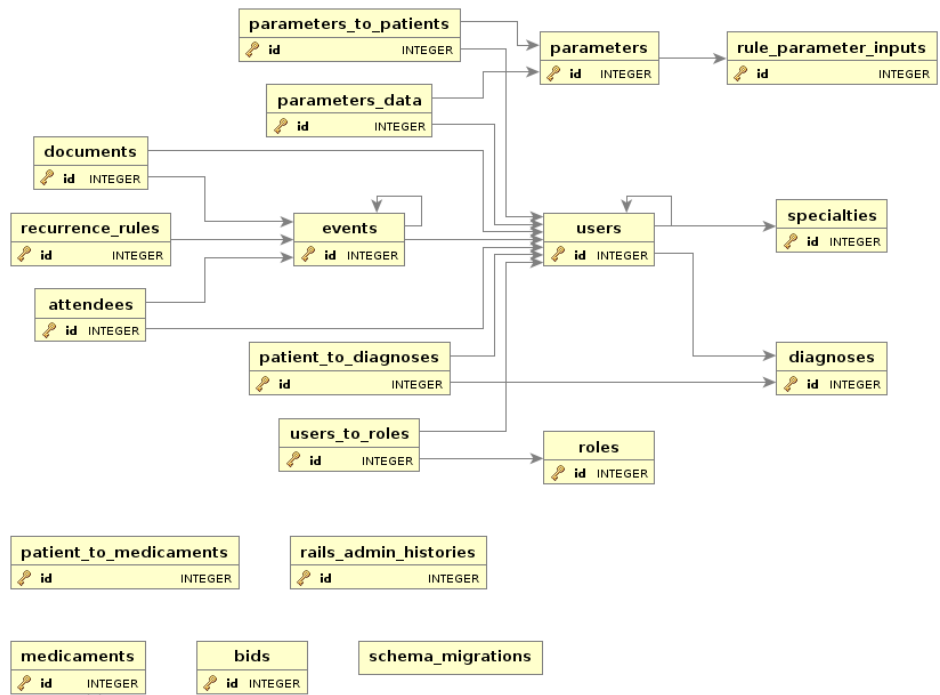 parameters_to_patients
id INTEGER
parameters
id INTEGER
rule_parameter_inputs
id INTEGER
parameters_data
id INTEGER
documents
id INTEGER
recurrence_rules
id INTEGER
events
id INTEGER
users
id INTEGER
specialties
id INTEGER
attendees
id INTEGER
patient_to_diagnoses
id INTEGER
diagnoses
id INTEGER
users_to_roles
id INTEGER
roles
id INTEGER
patient_to_medicaments
id INTEGER
rails_admin_histories
id INTEGER
medicaments
id INTEGER
bids
id INTEGER
schema_migrations